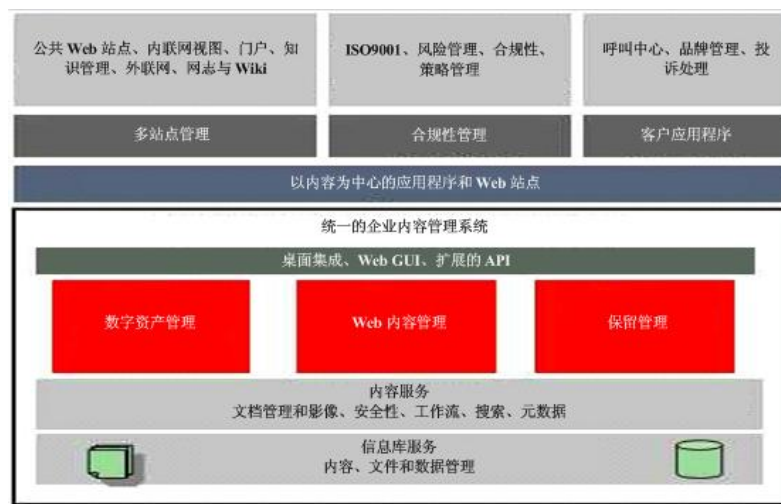 公共 Web 站点、内联网视图、门户、知
识管理、外联网、网志与 Wiki
ISO9001、风险管理、合规性、
策略管理
呼叫中心、品牌管理、投
诉处理
多站点管理
合规性管理
客户应用程序
以内容为中心的应用程序和 Web 站点
统一的企业内容管理系统
桌面集成、Web GUI、扩展的 API
数字资产管理
Web 内容管理
保留管理
内容服务
文档管理和影像、安全性、工作流、搜索、元数据
信息库服务
内容、文件和数据管理